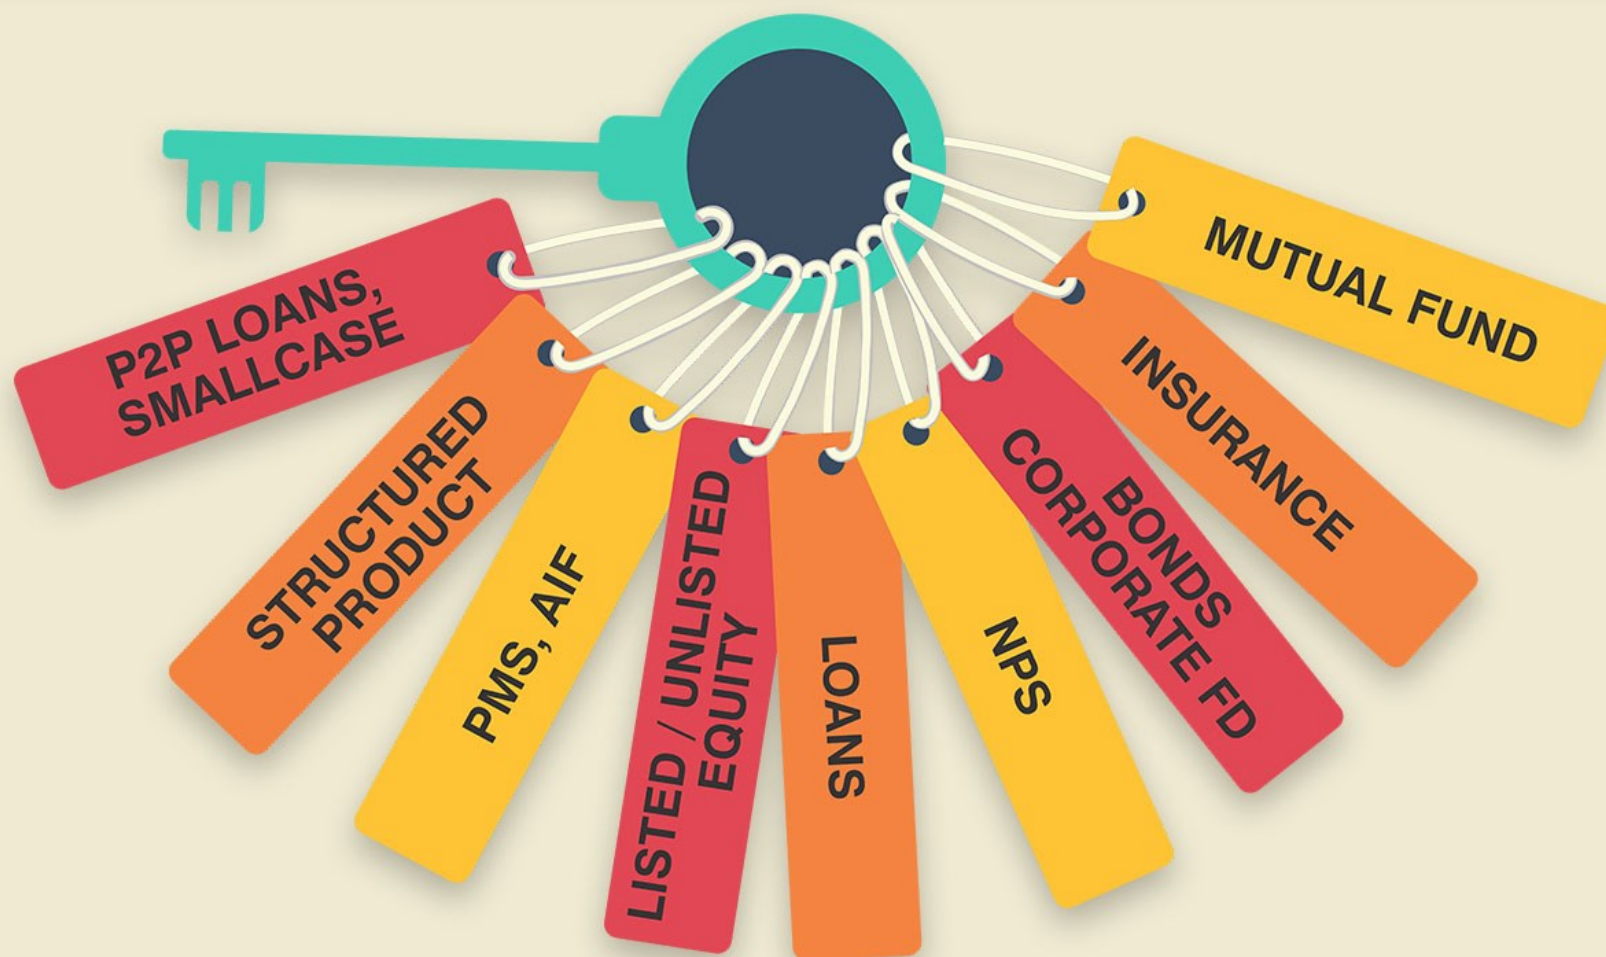 P2P LOANS,
SMALLCASE
STRUCTURED
PRODUCT
PMS, AIF
LISTED / UNLISTED
EQUITY
LOANS
NPS
BONDS
CORPORATE FD
INSURANCE
MUTUAL FUND